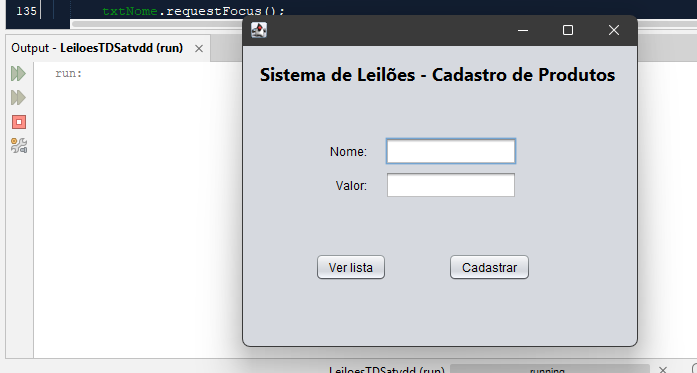 135 txtNome.requestFocus();
Output - LeiloesTDSatvdd (run)
run:
Sistema de Leilões - Cadastro de Produtos
Nome:
Valor:
Ver lista
Cadastrar
LeiloesTDSatvdd (run)
running...